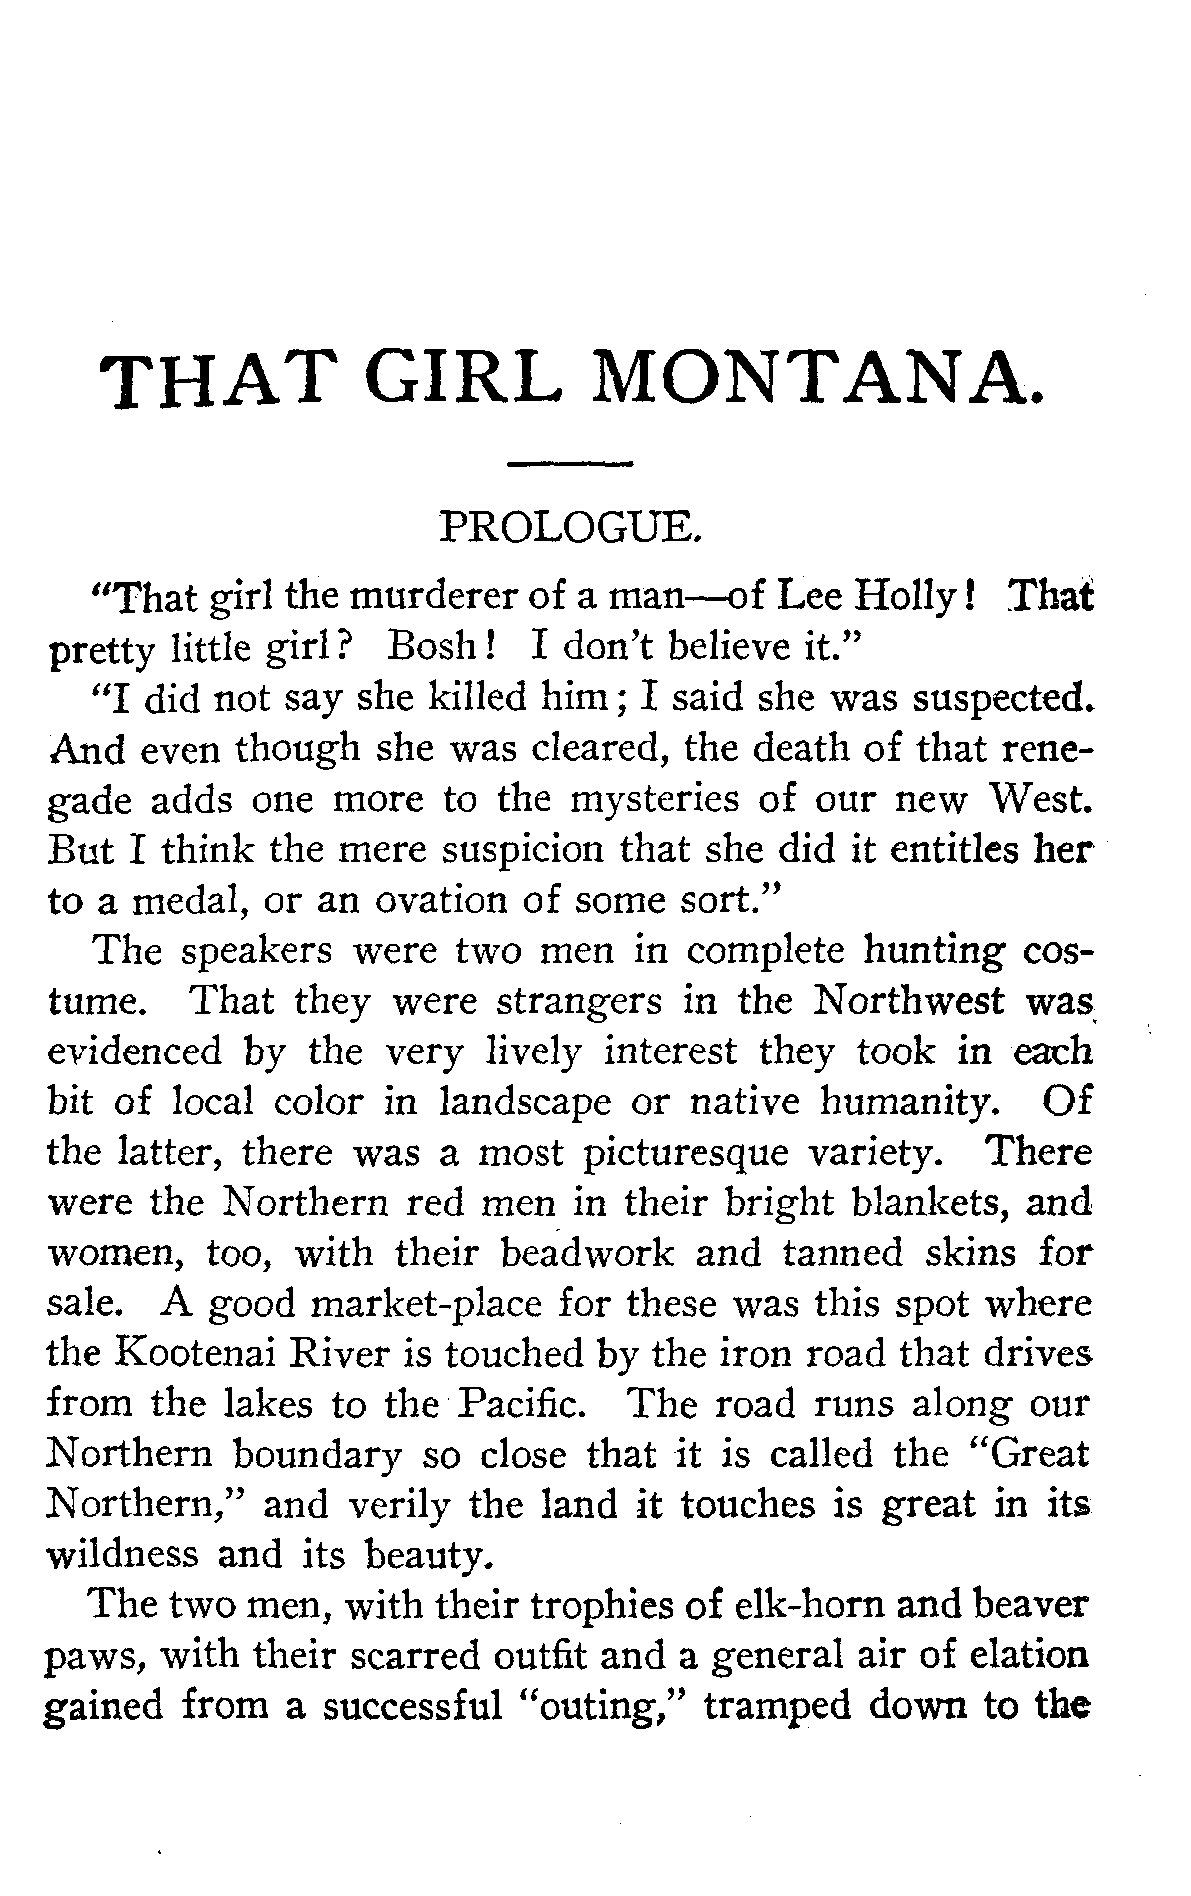 THAT GIRL MONTANA.
PROLOGUE.
"That girl the murderer of a man—of Lee Holly! That
pretty little girl? Bosh! I don't believe it."
"I did not say she killed him; I said she was suspected.
And even though she was cleared, the death of that rene-
gade adds one more to the mysteries of our new West.
But I think the mere suspicion that she did it entitles her
to a medal, or an ovation of some sort."
The speakers were two men in complete hunting cos-
tume. That they were strangers in the Northwest was
evidenced by the very lively interest they took in each
bit of local color in landscape or native humanity. Of
the latter, there was a most picturesque variety. There
were the Northern red men in their bright blankets, and
women, too, with their beadwork and tanned skins for
sale. A good market-place for these was this spot where
the Kootenai River is touched by the iron road that drives
from the lakes to the Pacific. The road runs along our
Northern boundary so close that it is called the "Great
Northern," and verily the land it touches is great in its
wildness and its beauty.
The two men, with their trophies of elk-horn and beaver
paws, with their scarred outfit and a general air of elation
gained from a successful "outing," tramped down to the